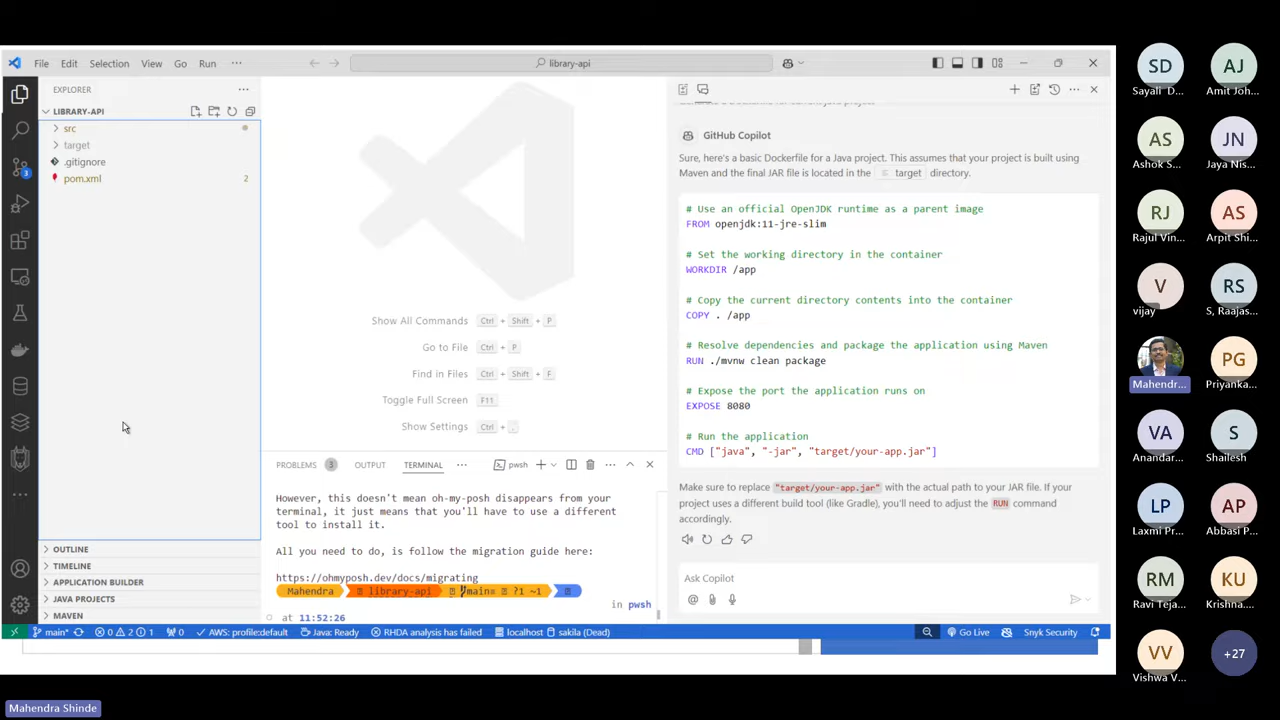 File Edit Selection View Go Run ···
library-api
EXPLORER
LIBRARY-API
src
target
.gitignore
pom.xml 2
3
Show All Commands Ctrl + Shift + P
Go to File Ctrl + P
Find in Files Ctrl + Shift + F
Toggle Full Screen F11
Show Settings Ctrl + ,
PROBLEMS 3 OUTPUT TERMINAL ··· pwsh
However, this doesn't mean oh-my-posh disappears from your
terminal, it just means that you'll have to use a different
tool to install it.
All you need to do, is follow the migration guide here:
https://ohmyposh.dev/docs/migrating
Mahendra library-api main≡ ?1 ~1
in pwsh
at 11:52:26
OUTLINE
TIMELINE
APPLICATION BUILDER
JAVA PROJECTS
MAVEN
GitHub Copilot
Sure, here's a basic Dockerfile for a Java project. This assumes that your project is built using
Maven and the final JAR file is located in the target directory.
# Use an official OpenJDK runtime as a parent image
FROM openjdk:11-jre-slim
# Set the working directory in the container
WORKDIR /app
# Copy the current directory contents into the container
COPY . /app
# Resolve dependencies and package the application using Maven
RUN ./mvnw clean package
# Expose the port the application runs on
EXPOSE 8080
# Run the application
CMD ["java", "-jar", "target/your-app.jar"]
Make sure to replace "target/your-app.jar" with the actual path to your JAR file. If your
project uses a different build tool (like Gradle), you'll need to adjust the RUN command
accordingly.
Ask Copilot
main* 0 2 1 0 AWS: profile:default Java: Ready RHDA analysis has failed localhost sakila (Dead) Go Live Snyk Security
SD AJ
Sayali D... Amit Joh...
AS JN
Ashok S... Jaya Nis...
RJ AS
Rajul Vin... Arpit Shi...
V RS
vijay S, Raajas...
PG
Mahendr... Priyanka...
VA S
Anandar... Shailesh
LP AP
Laxmi Pr... Abbasi P...
RM KU
Ravi Teja... Krishna...
VV +27
Vishwa V...
Mahendra Shinde